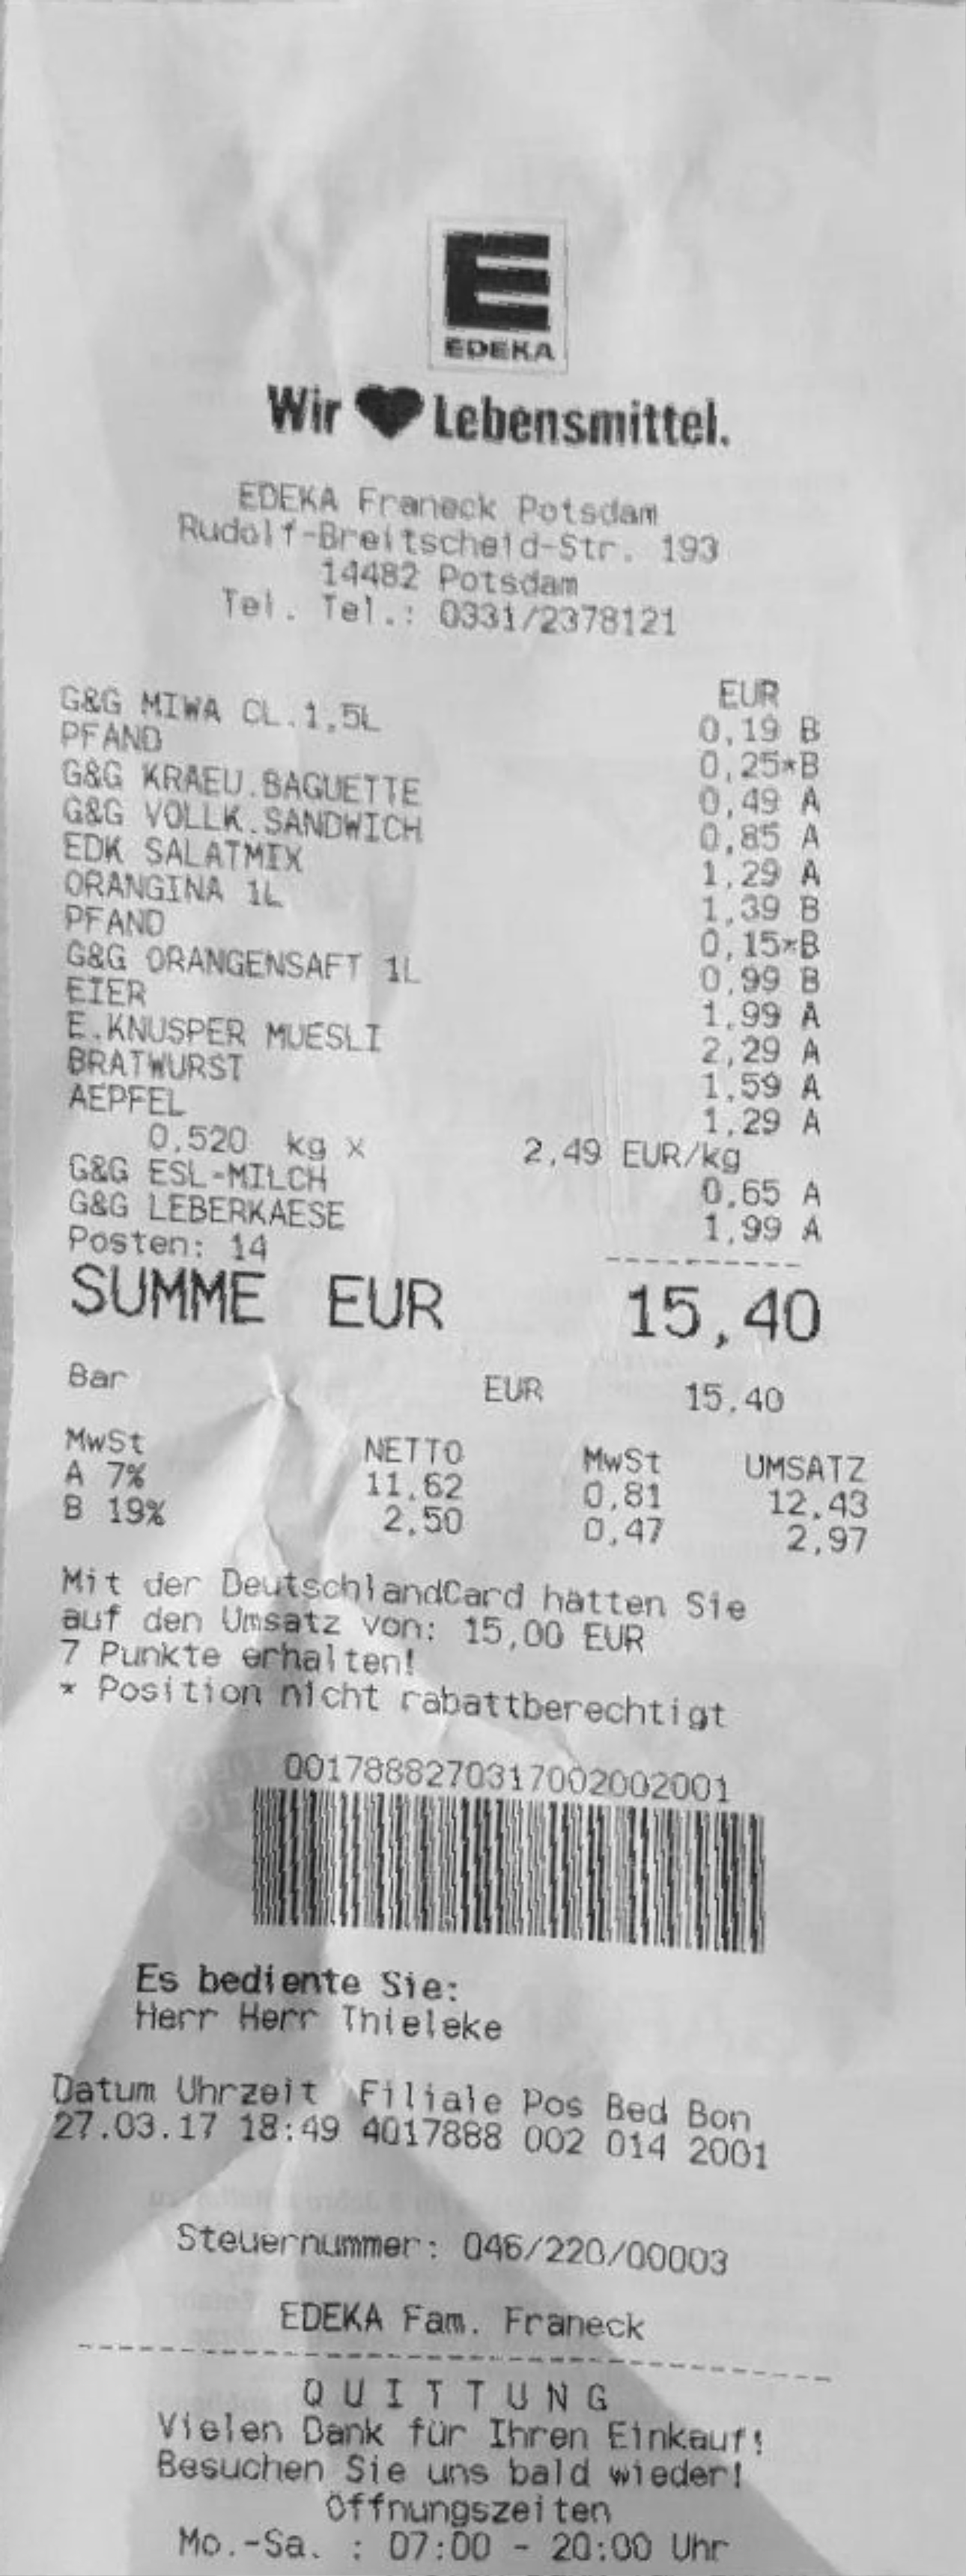 EDEKA
Wir ♥ Lebensmittel.
EDEKA Franeck Potsdam
Rudolf-Breitscheid-Str. 193
14482 Potsdam
Tel. Tel.: 0331/2378121
EUR
G&G MIWA CL.1,5L 0,19 B
PFAND 0,25*B
G&G KRAEU.BAGUETTE 0,49 A
G&G VOLLK.SANDWICH 0,85 A
EDK SALATMIX 1,29 A
ORANGINA 1L 1,39 B
PFAND 0,15*B
G&G ORANGENSAFT 1L 0,99 B
EIER 1,99 A
E.KNUSPER MUESLI 2,29 A
BRATWURST 1,59 A
AEPFEL 1,29 A
0,520 kg x 2,49 EUR/kg
G&G ESL-MILCH 0,65 A
G&G LEBERKAESE 1,99 A
Posten: 14
SUMME EUR 15,40
Bar EUR 15,40
MwSt NETTO MwSt UMSATZ
A 7% 11,62 0,81 12,43
B 19% 2,50 0,47 2,97
Mit der DeutschlandCard hätten Sie
auf den Umsatz von: 15,00 EUR
7 Punkte erhalten!
* Position nicht rabattberechtigt
0017888270317002002001
Es bediente Sie:
Herr Herr Thieleke
Datum Uhrzeit Filiale Pos Bed Bon
27.03.17 18:49 4017888 002 014 2001
Steuernummer: 046/220/00003
EDEKA Fam. Franeck
QUITTUNG
Vielen Dank für Ihren Einkauf!
Besuchen Sie uns bald wieder!
Öffnungszeiten
Mo.-Sa. : 07:00 - 20:00 Uhr